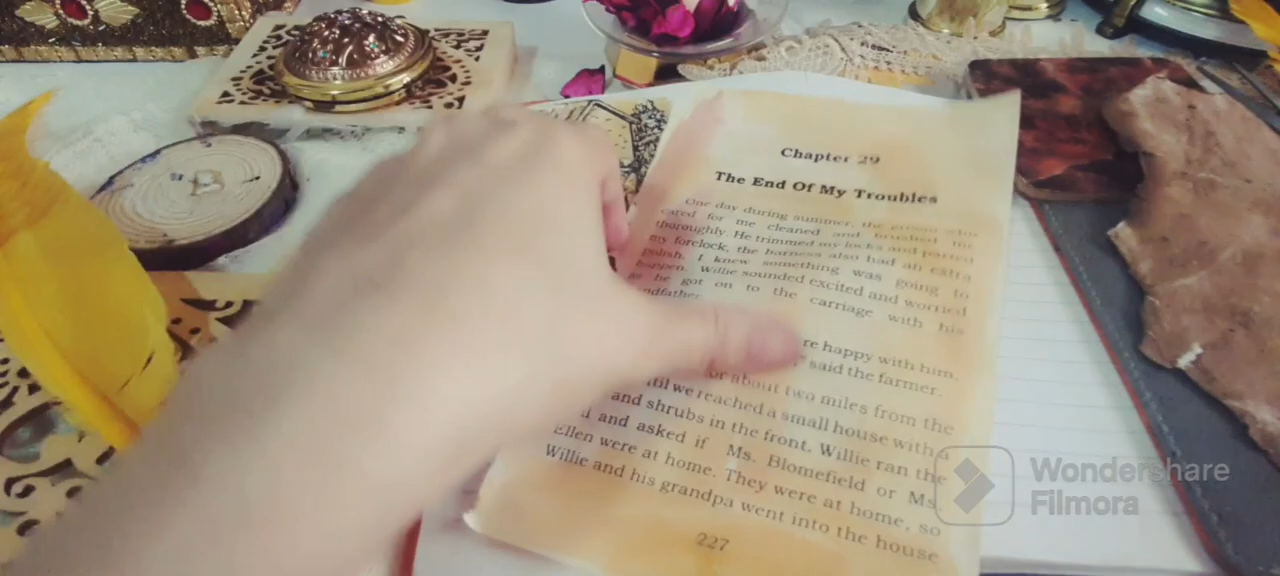 Chapter 29
The End Of My Troubles
One day during summer, the groom who
cared for me cleaned and brushed me
thoroughly. He trimmed my locks and parted
my forelock, the harness also had an extra
polish. I knew something was going to
happen. Willie sounded excited and worried
as he got on to the carriage with his
ndfather.
re happy with him,
said the farmer.
or about two miles from the
til we reached a small house with a
and shrubs in the front. Willie ran the
and asked if Ms. Blomefield or Ms.
Ellen were at home. They were at home, so
Willie and his grandpa went into the house
227
Wondershare
Filmora